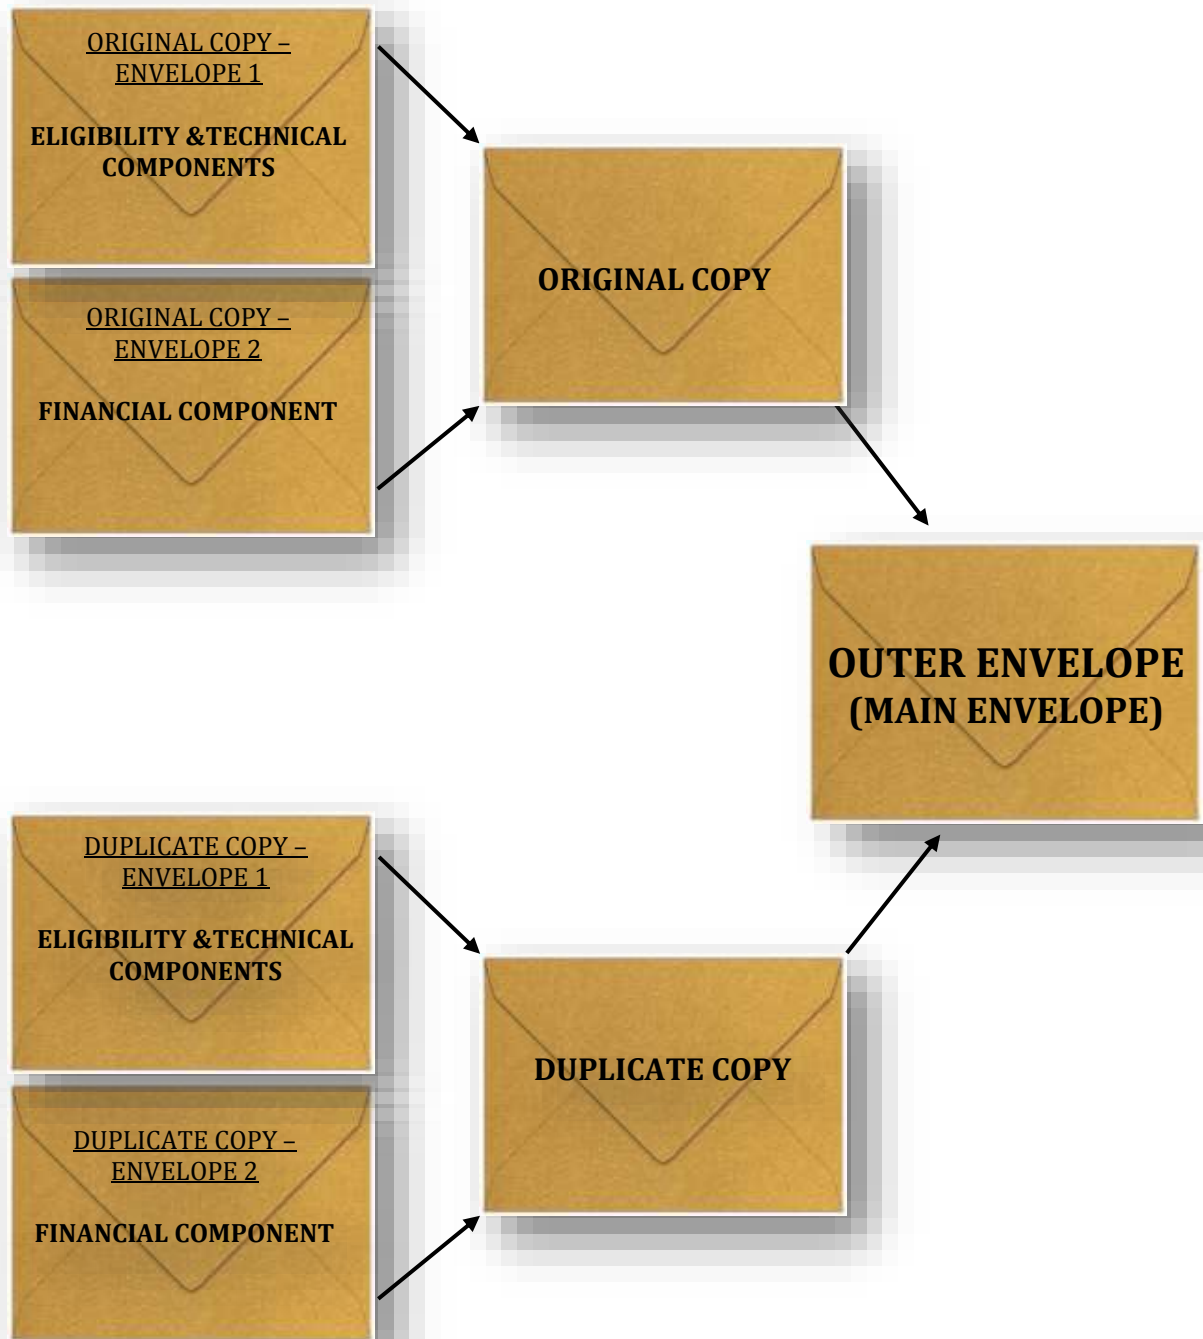 ORIGINAL COPY –
ENVELOPE 1
ELIGIBILITY &TECHNICAL
COMPONENTS
ORIGINAL COPY –
ENVELOPE 2
FINANCIAL COMPONENT
ORIGINAL COPY
OUTER ENVELOPE
(MAIN ENVELOPE)
DUPLICATE COPY –
ENVELOPE 1
ELIGIBILITY &TECHNICAL
COMPONENTS
DUPLICATE COPY –
ENVELOPE 2
FINANCIAL COMPONENT
DUPLICATE COPY